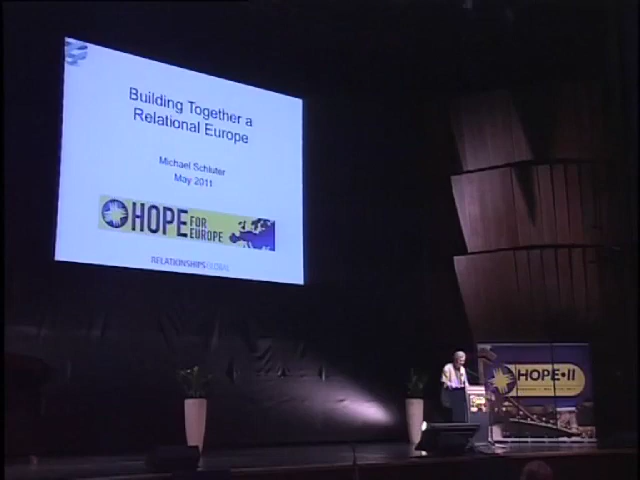 Building Together a
Relational Europe
Michael Schluter
May 2011
HOPE FOR
EUROPE
RELATIONSHIPS GLOBAL
HOPE•II